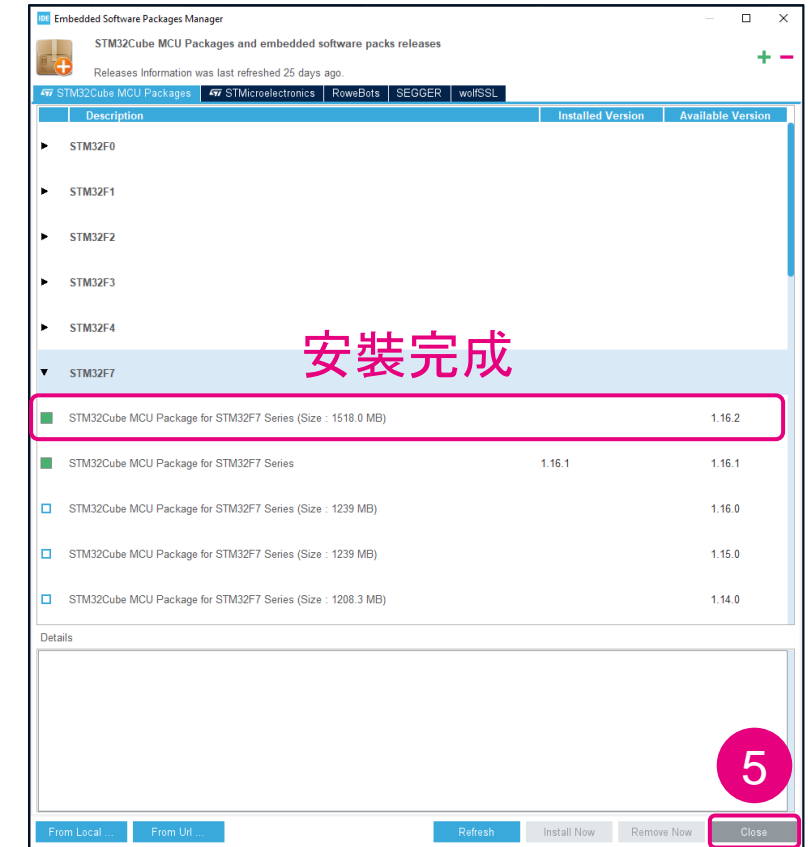 IDE Embedded Software Packages Manager
STM32Cube MCU Packages and embedded software packs releases
Releases Information was last refreshed 25 days ago.
STM32Cube MCU Packages STMicroelectronics RoweBots SEGGER wolfSSL
Description Installed Version Available Version
STM32F0
STM32F1
STM32F2
STM32F3
STM32F4
安裝完成
STM32F7
STM32Cube MCU Package for STM32F7 Series (Size : 1518.0 MB) 1.16.2
STM32Cube MCU Package for STM32F7 Series 1.16.1 1.16.1
STM32Cube MCU Package for STM32F7 Series (Size : 1239 MB) 1.16.0
STM32Cube MCU Package for STM32F7 Series (Size : 1239 MB) 1.15.0
STM32Cube MCU Package for STM32F7 Series (Size : 1208.3 MB) 1.14.0
Details
5
From Local ... From Url ... Refresh Install Now Remove Now Close